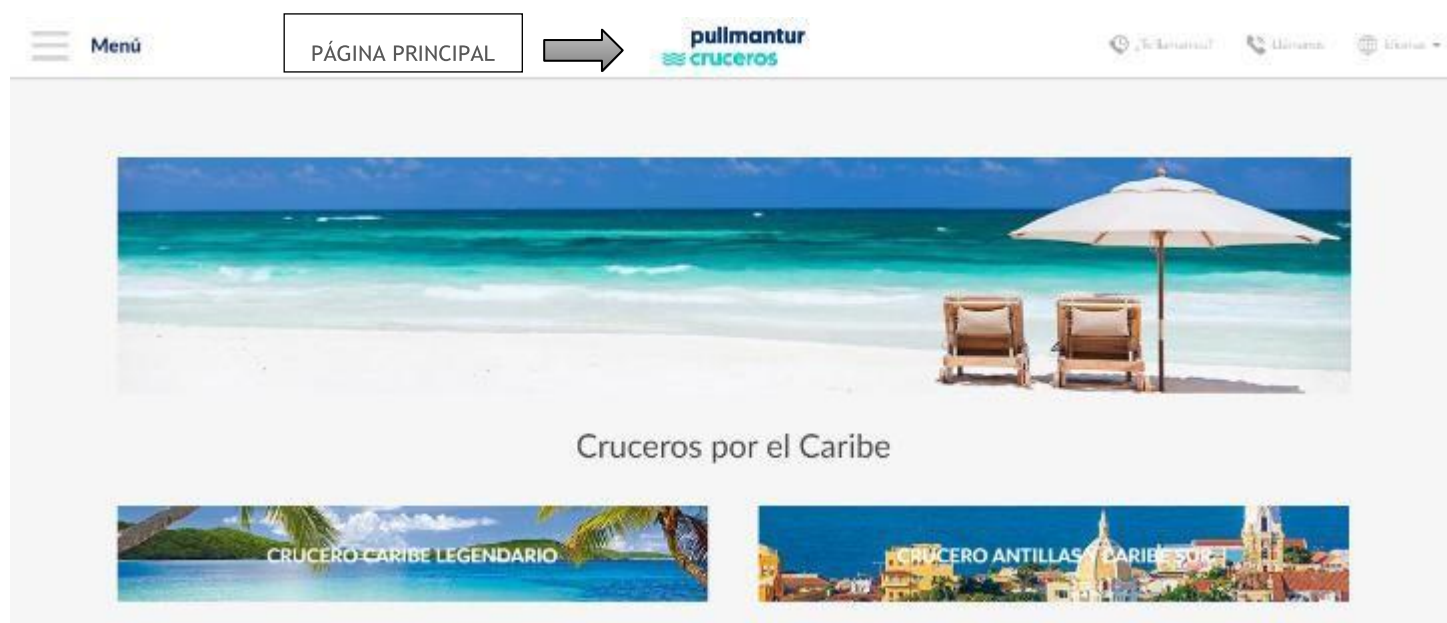 Menú
PÁGINA PRINCIPAL
pullmantur
cruceros
Cruceros por el Caribe
CRUCERO CARIBE LEGENDARIO
CRUCERO ANTILLAS Y CARIBE SUR